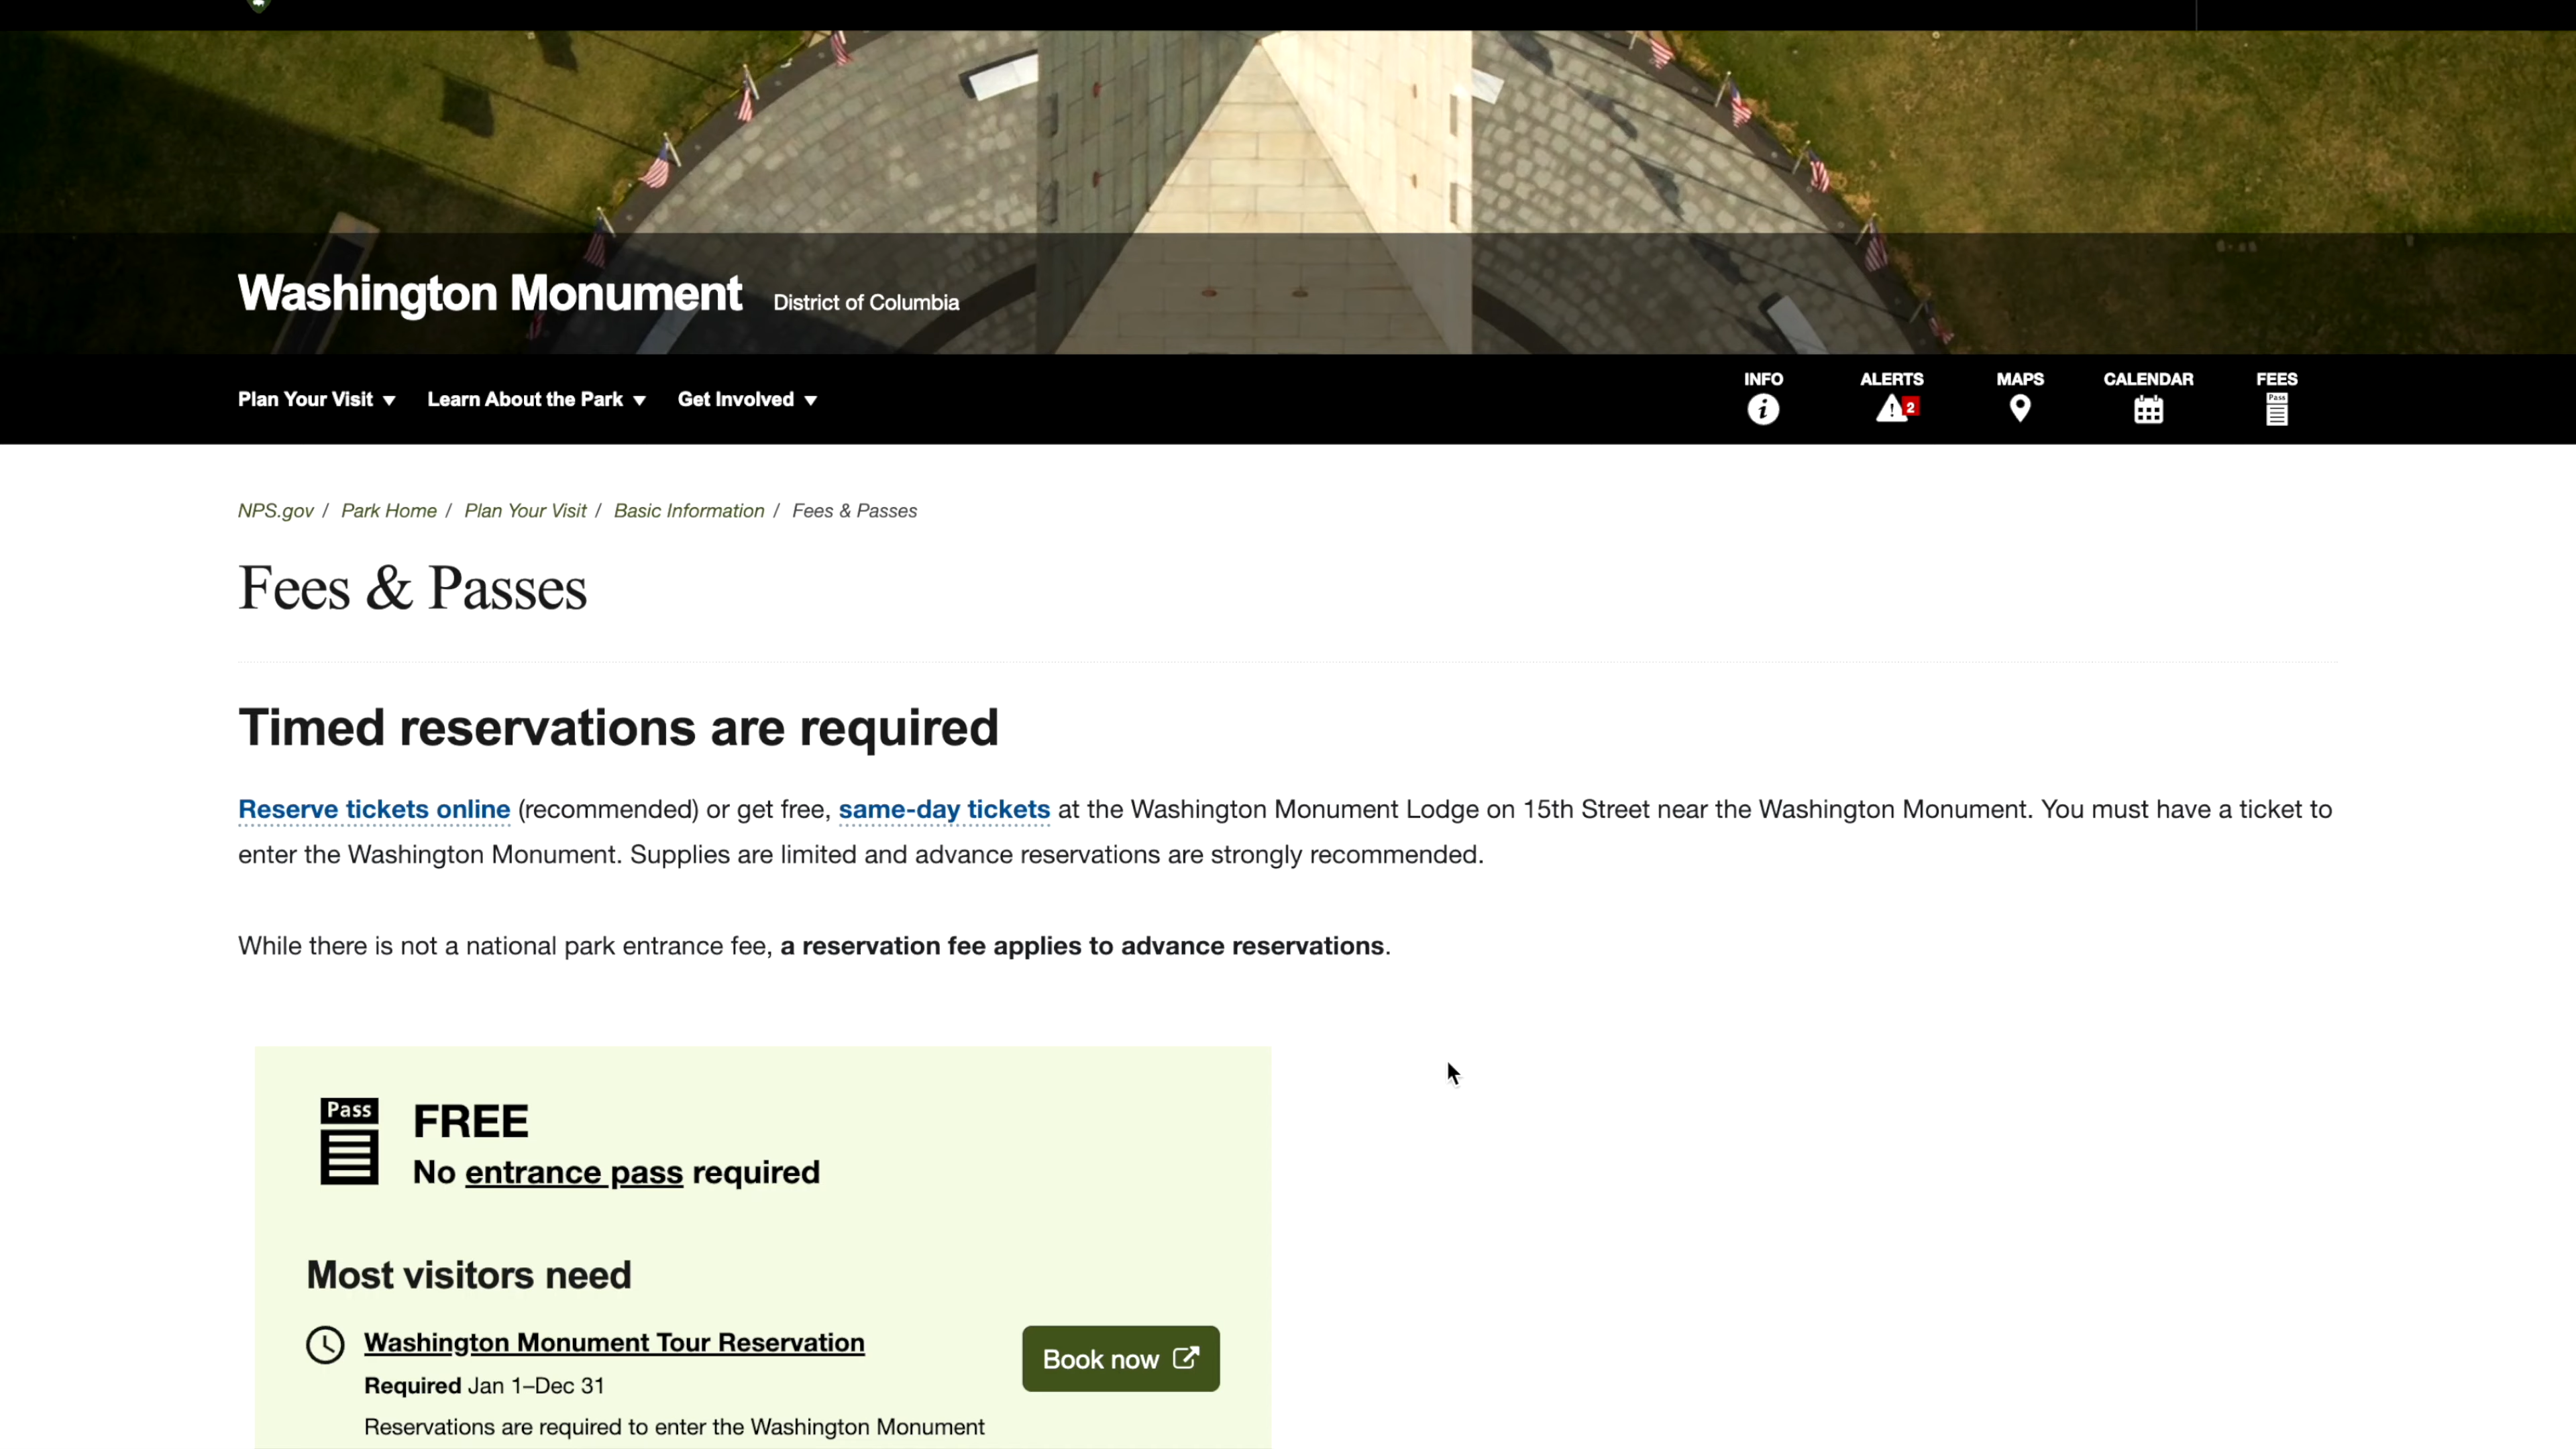 Washington Monument District of Columbia
Plan Your Visit Learn About the Park Get Involved
INFO ALERTS MAPS CALENDAR FEES
2 Pass
NPS.gov / Park Home / Plan Your Visit / Basic Information / Fees & Passes
Fees & Passes
Timed reservations are required
Reserve tickets online (recommended) or get free, same-day tickets at the Washington Monument Lodge on 15th Street near the Washington Monument. You must have a ticket to
enter the Washington Monument. Supplies are limited and advance reservations are strongly recommended.
While there is not a national park entrance fee, a reservation fee applies to advance reservations.
Pass
FREE
No entrance pass required
Most visitors need
Washington Monument Tour Reservation
Book now
Required Jan 1–Dec 31
Reservations are required to enter the Washington Monument